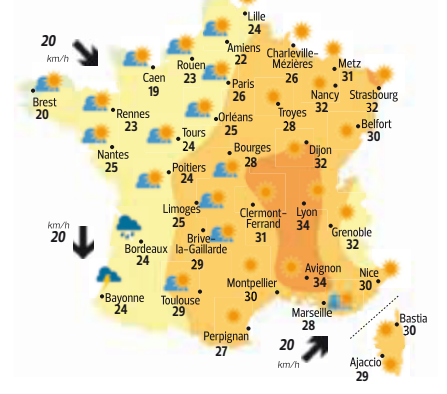 Lille
24
20
km/h
Amiens
22
Charleville-
Mézières
26
Metz
31
Rouen
23
Caen
19
Paris
26
Nancy
32
Strasbourg
32
Brest
20
Rennes
23
Orléans
25
Troyes
28
Belfort
30
Tours
24
Nantes
25
Bourges
28
Dijon
32
Poitiers
24
Limoges
25
Clermont-
Ferrand
31
Lyon
34
km/h
20
Grenoble
32
Bordeaux
24
Brive-
la-Gaillarde
29
Avignon
34
Nice
30
Bayonne
24
Toulouse
29
Montpellier
30
Marseille
28
Bastia
30
Perpignan
27
20
km/h
Ajaccio
29